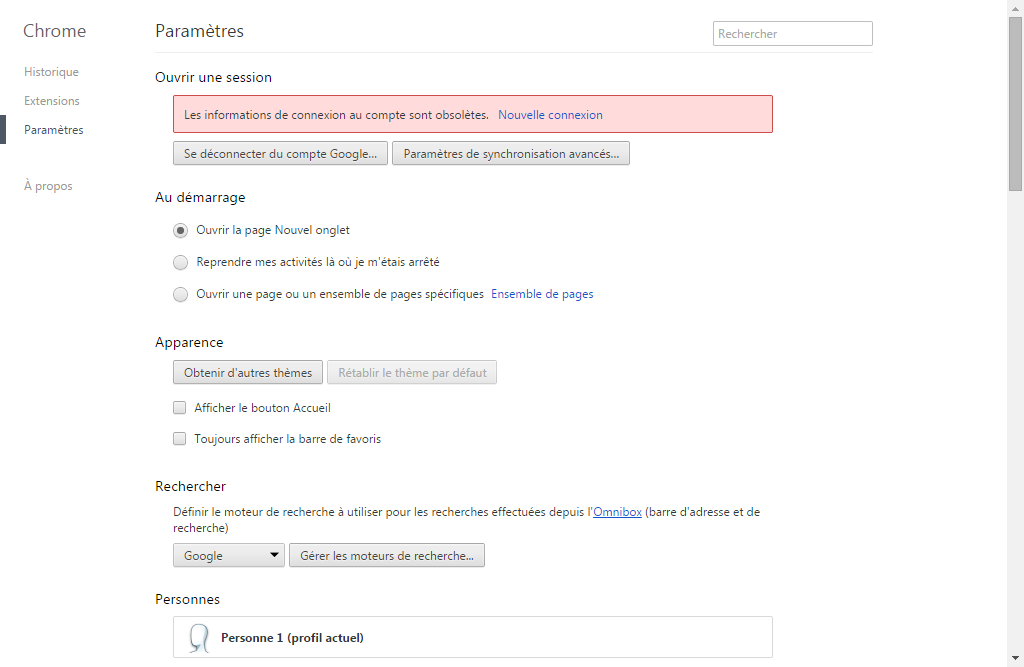 Chrome
Historique
Extensions
Paramètres
À propos
Paramètres
Rechercher
Ouvrir une session
Les informations de connexion au compte sont obsolètes. Nouvelle connexion
Se déconnecter du compte Google... Paramètres de synchronisation avancés...
Au démarrage
Ouvrir la page Nouvel onglet
Reprendre mes activités là où je m'étais arrêté
Ouvrir une page ou un ensemble de pages spécifiques Ensemble de pages
Apparence
Obtenir d'autres thèmes Rétablir le thème par défaut
Afficher le bouton Accueil
Toujours afficher la barre de favoris
Rechercher
Définir le moteur de recherche à utiliser pour les recherches effectuées depuis l'Omnibox (barre d'adresse et de
recherche)
Google Gérer les moteurs de recherche...
Personnes
Personne 1 (profil actuel)